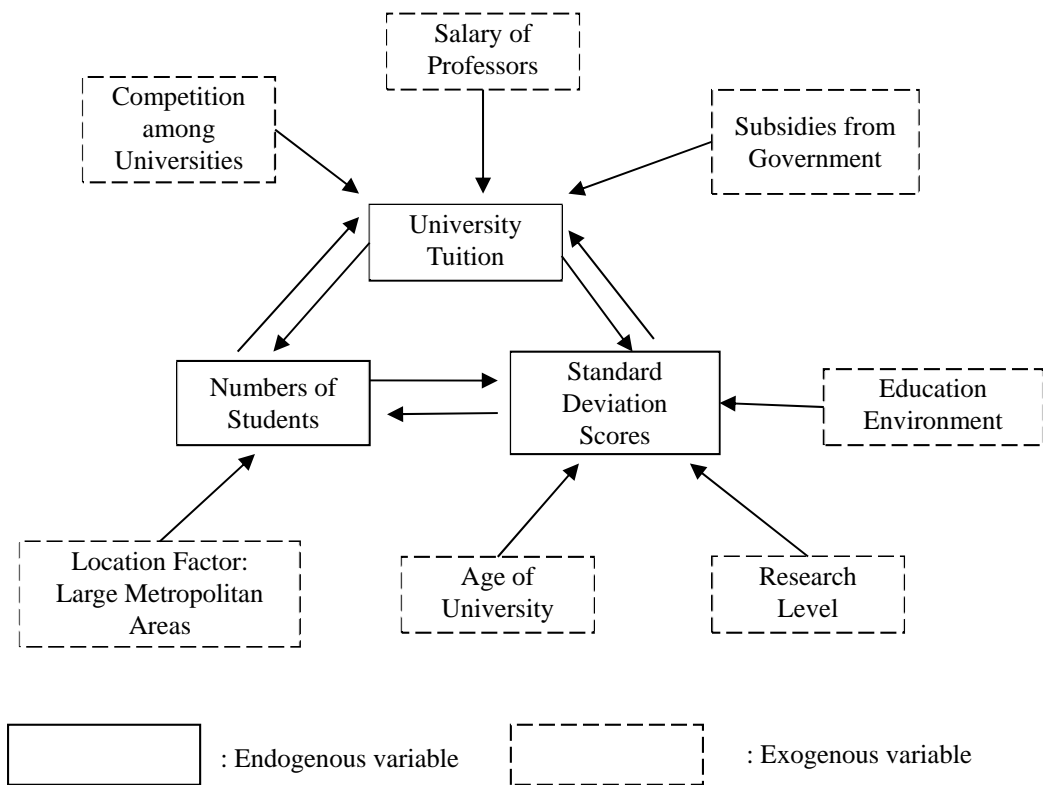 Salary of
Professors
Competition
among
Universities
Subsidies from
Government
University
Tuition
Numbers of
Students
Standard
Deviation
Scores
Education
Environment
Location Factor:
Large Metropolitan
Areas
Age of
University
Research
Level
: Endogenous variable
: Exogenous variable